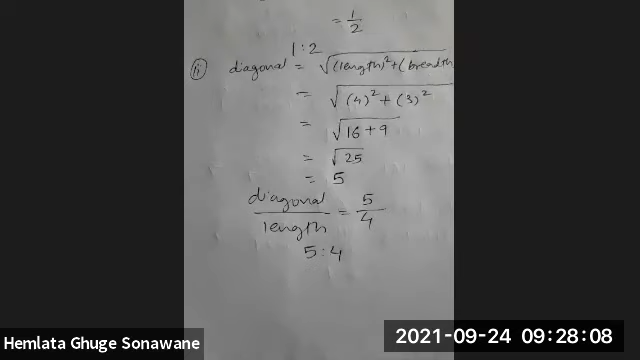 = 1/2
1 : 2
(ii) diagonal = √(length)² + (breadth
= √(4)² + (3)²
= √16 + 9
= √25
= 5
diagonal/length = 5/4
5 : 4
Hemlata Ghuge Sonawane
2021-09-24 09:28:08